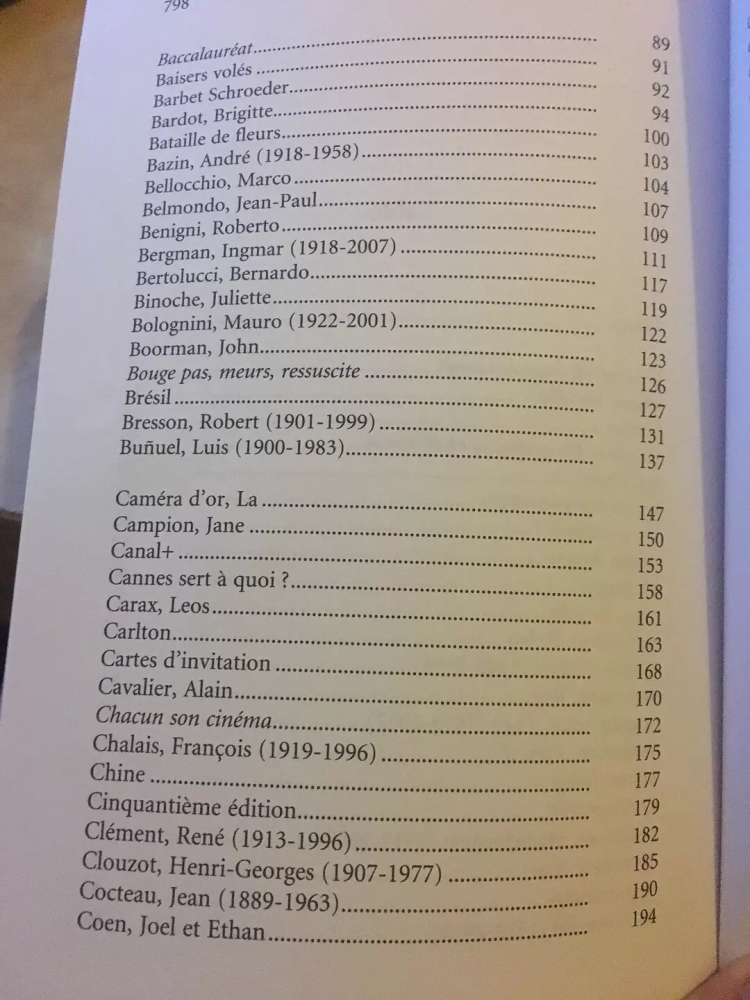 798
Baccalauréat.......... 89
Baisers volés .......... 91
Barbet Schroeder.......... 92
Bardot, Brigitte.......... 94
Bataille de fleurs.......... 100
Bazin, André (1918-1958).......... 103
Bellocchio, Marco.......... 104
Belmondo, Jean-Paul.......... 107
Benigni, Roberto.......... 109
Bergman, Ingmar (1918-2007).......... 111
Bertolucci, Bernardo.......... 117
Binoche, Juliette.......... 119
Bolognini, Mauro (1922-2001).......... 122
Boorman, John.......... 123
Bouge pas, meurs, ressuscite .......... 126
Brésil.......... 127
Bresson, Robert (1901-1999).......... 131
Buñuel, Luis (1900-1983).......... 137
Caméra d'or, La.......... 147
Campion, Jane .......... 150
Canal+.......... 153
Cannes sert à quoi ?.......... 158
Carax, Leos.......... 161
Carlton.......... 163
Cartes d'invitation .......... 168
Cavalier, Alain.......... 170
Chacun son cinéma.......... 172
Chalais, François (1919-1996).......... 175
Chine .......... 177
Cinquantième édition.......... 179
Clément, René (1913-1996).......... 182
Clouzot, Henri-Georges (1907-1977) .......... 185
Cocteau, Jean (1889-1963).......... 190
Coen, Joel et Ethan.......... 194